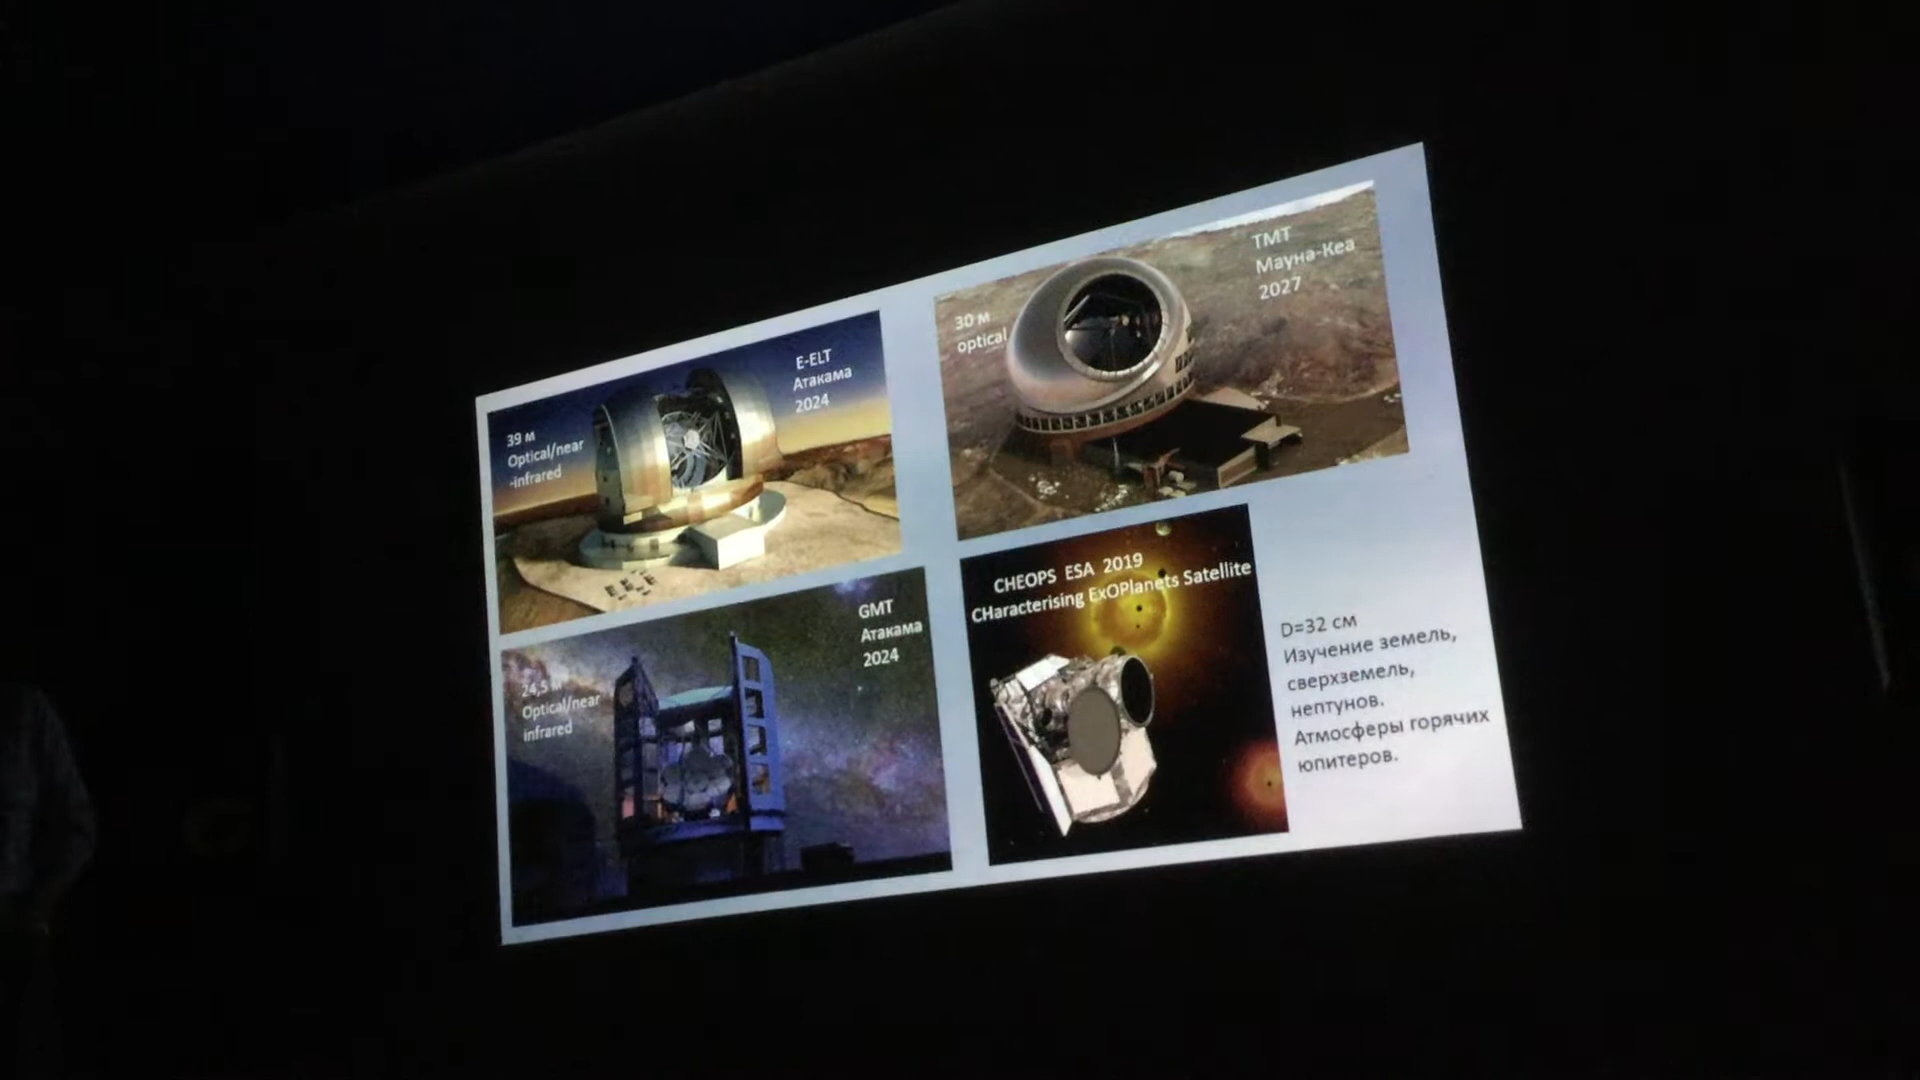 39 м
Optical/near
-infrared
E-ELT
Атакама
2024
30 м
optical
ТМТ
Мауна-Кеа
2027
24,5 м
Optical/near
infrared
GMT
Атакама
2024
CHEOPS ESA 2019
CHaracterising ExOPlanets Satellite
D=32 см
Изучение земель,
сверхземель,
нептунов.
Атмосферы горячих
юпитеров.